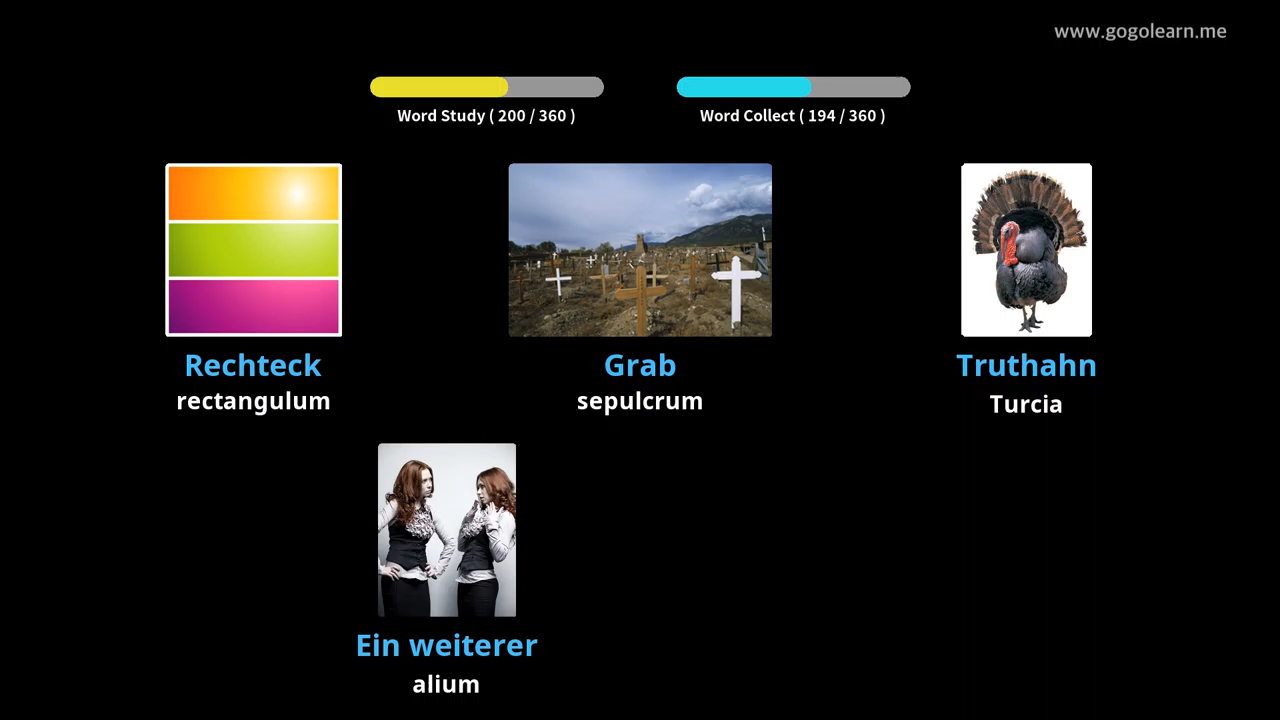 www.gogolearn.me
Word Study ( 200 / 360 )
Word Collect ( 194 / 360 )
Rechteck
rectangulum
Grab
sepulcrum
Truthahn
Turcia
Ein weiterer
alium